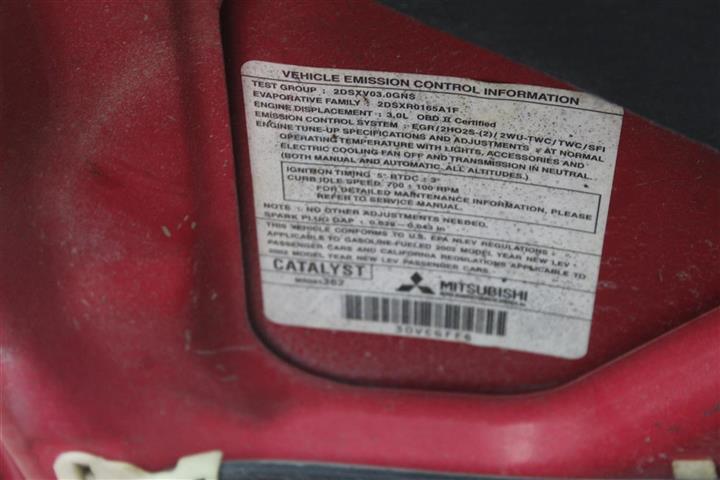 VEHICLE EMISSION CONTROL INFORMATION
TEST GROUP : 2DSXV03.0GNS
EVAPORATIVE FAMILY : 2DSXR0165A1F
ENGINE DISPLACEMENT : 3.0L OBD II Certified
EMISSION CONTROL SYSTEM : EGR/2HO2S-(2)/2WU-TWC/TWC/SFI
ENGINE TUNE-UP SPECIFICATIONS AND ADJUSTMENTS : AT NORMAL
OPERATING TEMPERATURE WITH LIGHTS, ACCESSORIES AND
ELECTRIC COOLING FAN OFF AND TRANSMISSION IN NEUTRAL.
(BOTH MANUAL AND AUTOMATIC, ALL ALTITUDES.)
IGNITION TIMING 5° BTDC ± 3°
CURB IDLE SPEED 700 ± 100 RPM
FOR DETAILED MAINTENANCE INFORMATION, PLEASE
REFER TO SERVICE MANUAL.
NOTE : NO OTHER ADJUSTMENTS NEEDED.
SPARK PLUG GAP : 0.039 - 0.043 in
THIS VEHICLE CONFORMS TO U.S. EPA NLEV REGULATIONS
APPLICABLE TO GASOLINE-FUELED 2002 MODEL YEAR NEW LEV
PASSENGER CARS AND CALIFORNIA REGULATIONS APPLICABLE TO
2002 MODEL YEAR NEW LEV PASSENGER CARS.
CATALYST
MITSUBISHI